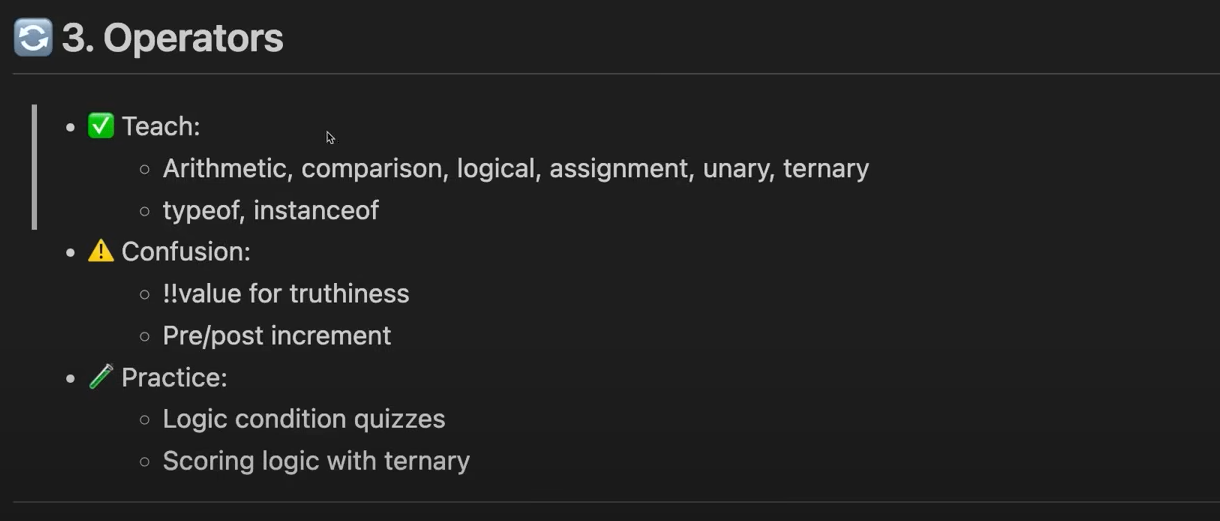 🔄 3. Operators
• ✅ Teach:
○ Arithmetic, comparison, logical, assignment, unary, ternary
○ typeof, instanceof
• ⚠️ Confusion:
○ !!value for truthiness
○ Pre/post increment
• 🧪 Practice:
○ Logic condition quizzes
○ Scoring logic with ternary